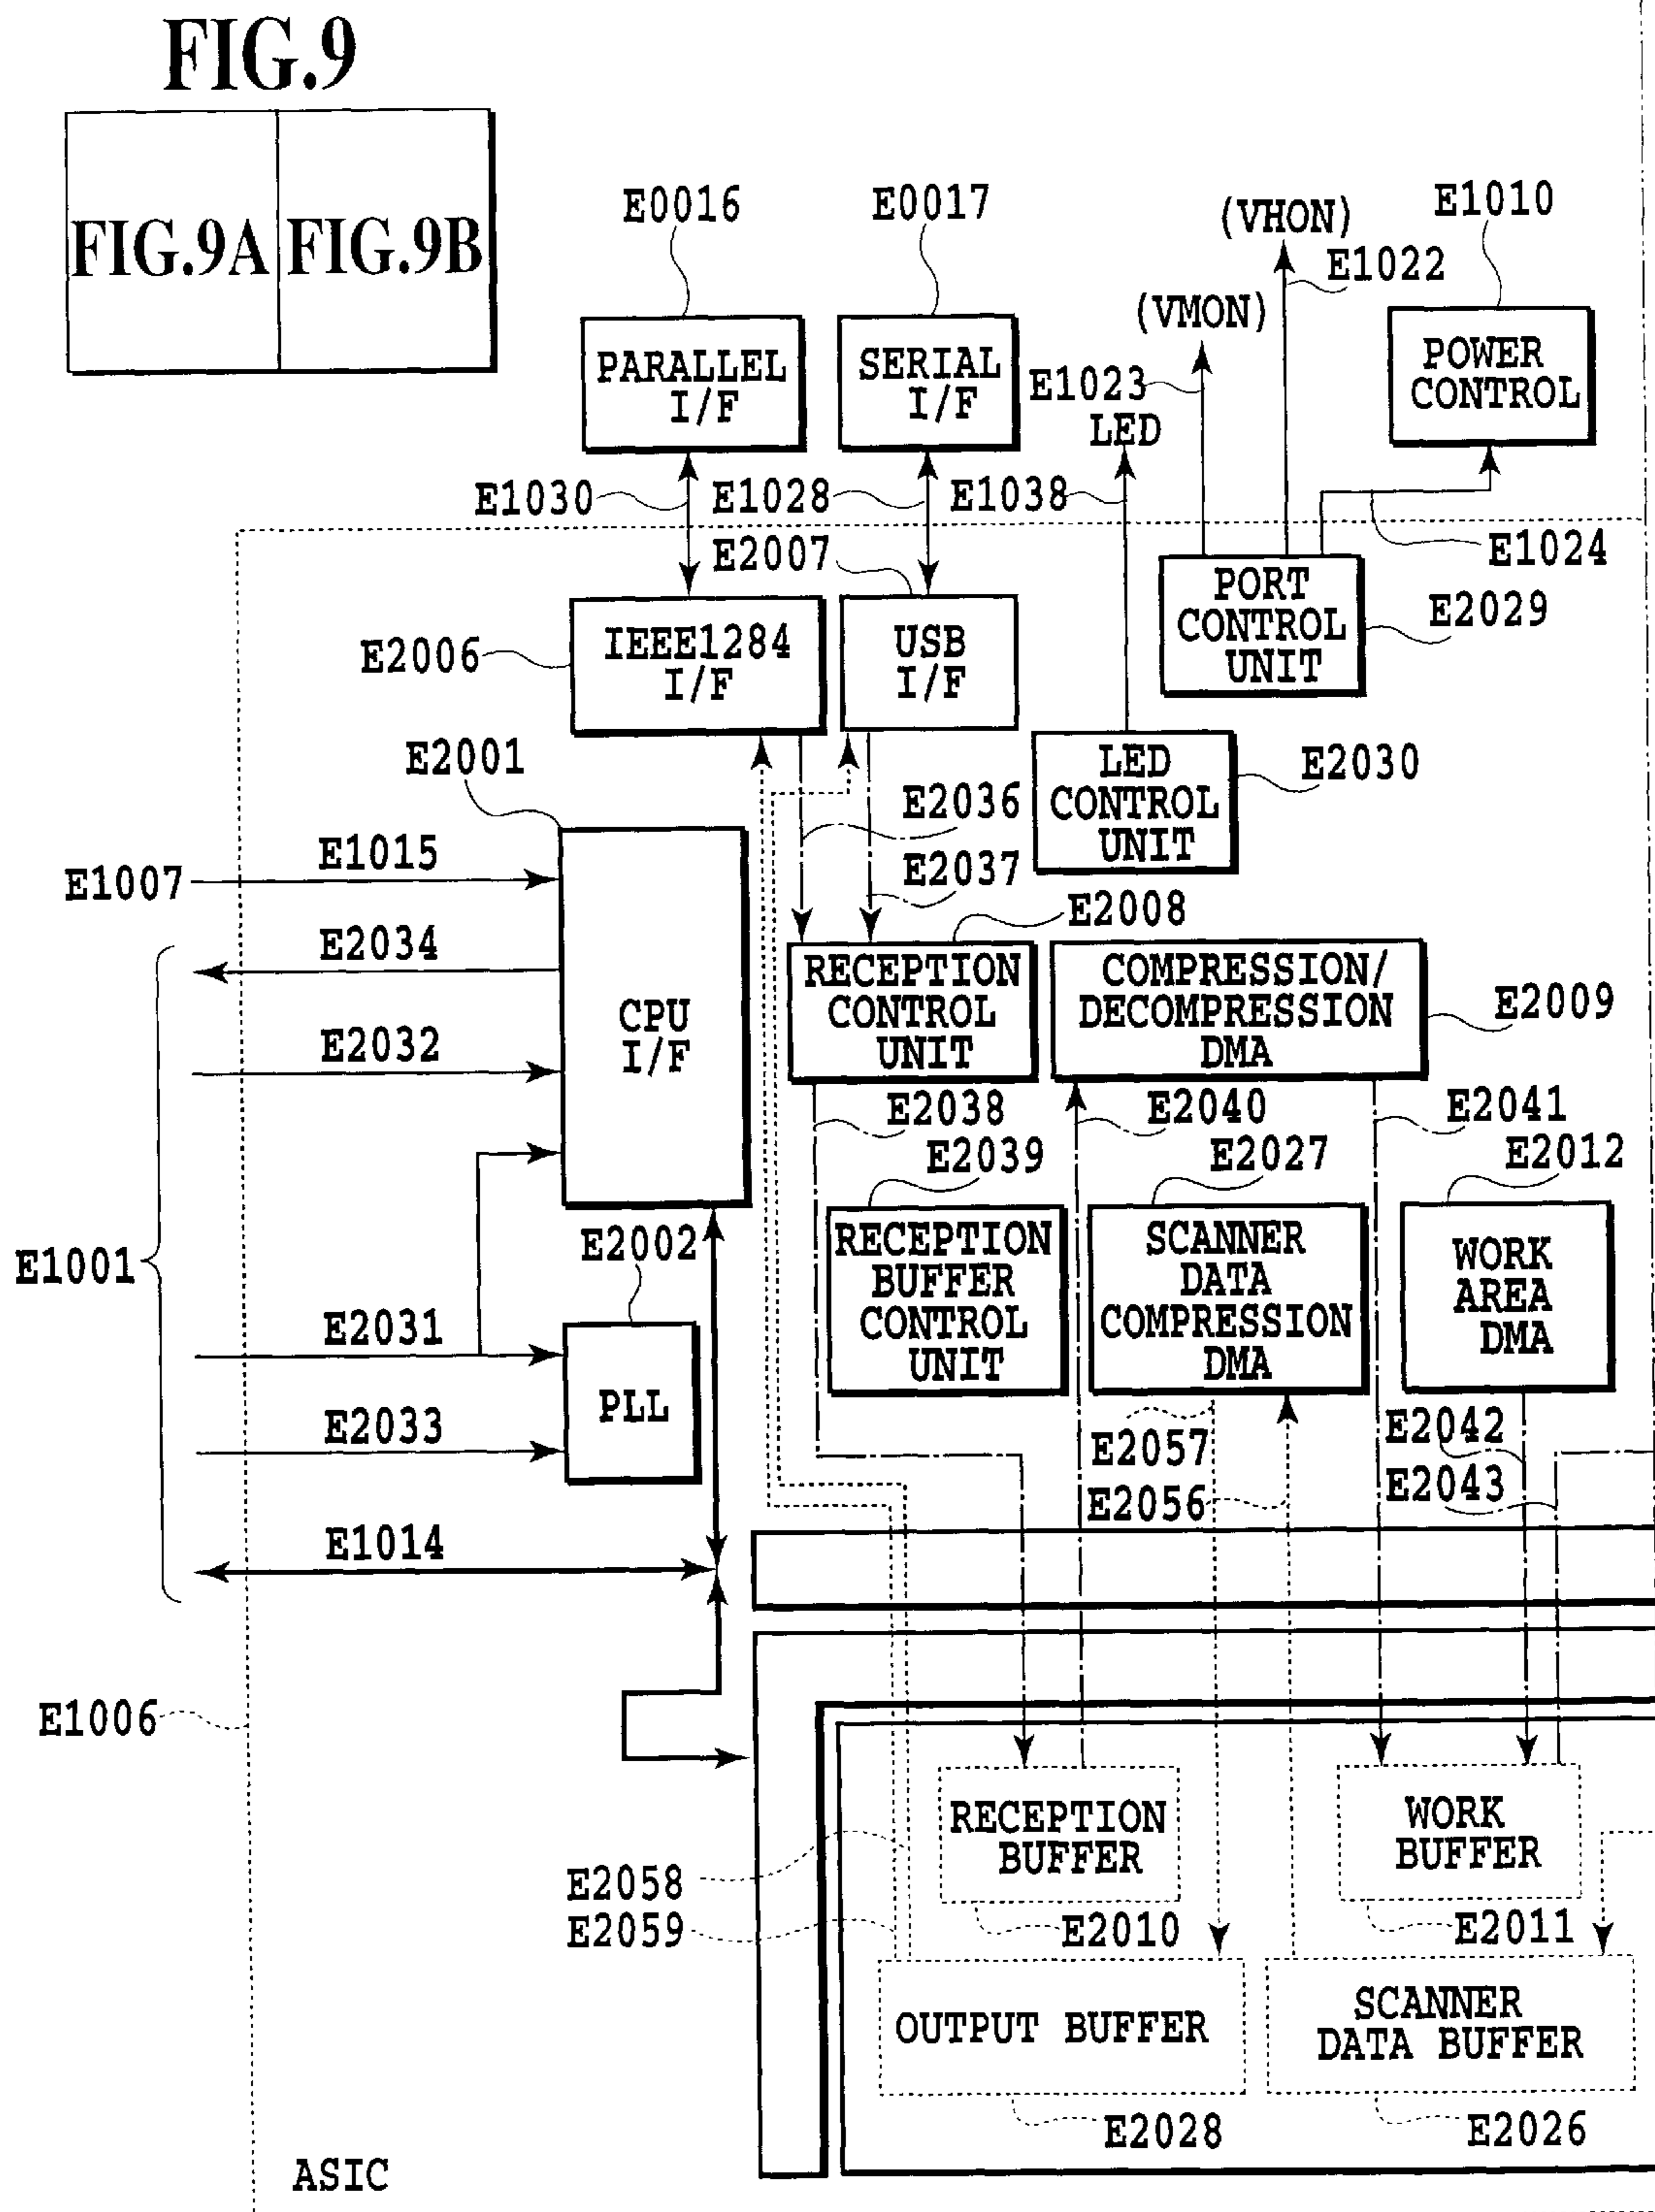 FIG.9
FIG.9A
FIG.9B
E0016
E0017
(VHON)
E1010
E1022
(VMON)
PARALLEL
I/F
SERIAL
I/F
E1023
LED
POWER
CONTROL
E1030
E1028
E1038
E2007
E1024
IEEE1284
I/F
USB
I/F
PORT
CONTROL
UNIT
E2029
E2006
E2001
LED
CONTROL
UNIT
E2030
E2036
E2037
E1007
E1015
E2034
E2032
CPU
I/F
E2008
RECEPTION
CONTROL
UNIT
COMPRESSION/
DECOMPRESSION
DMA
E2009
E2038
E2040
E2041
E2039
E2027
E2012
E1001
E2002
RECEPTION
BUFFER
CONTROL
UNIT
SCANNER
DATA
COMPRESSION
DMA
WORK
AREA
DMA
E2031
PLL
E2033
E2057
E2056
E2042
E2043
E1014
E1006
RECEPTION
BUFFER
WORK
BUFFER
E2058
E2059
E2010
E2011
OUTPUT BUFFER
SCANNER
DATA BUFFER
E2028
E2026
ASIC